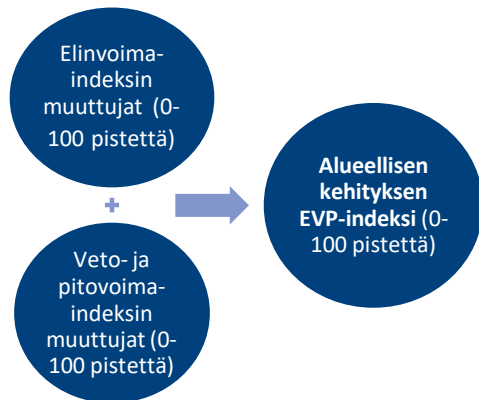 Elinvoima-
indeksin
muuttujat (0-
100 pistettä)
+
Veto- ja
pitovoima-
indeksin
muuttujat (0-
100 pistettä)
Alueellisen
kehityksen
EVP-indeksi (0-
100 pistettä)